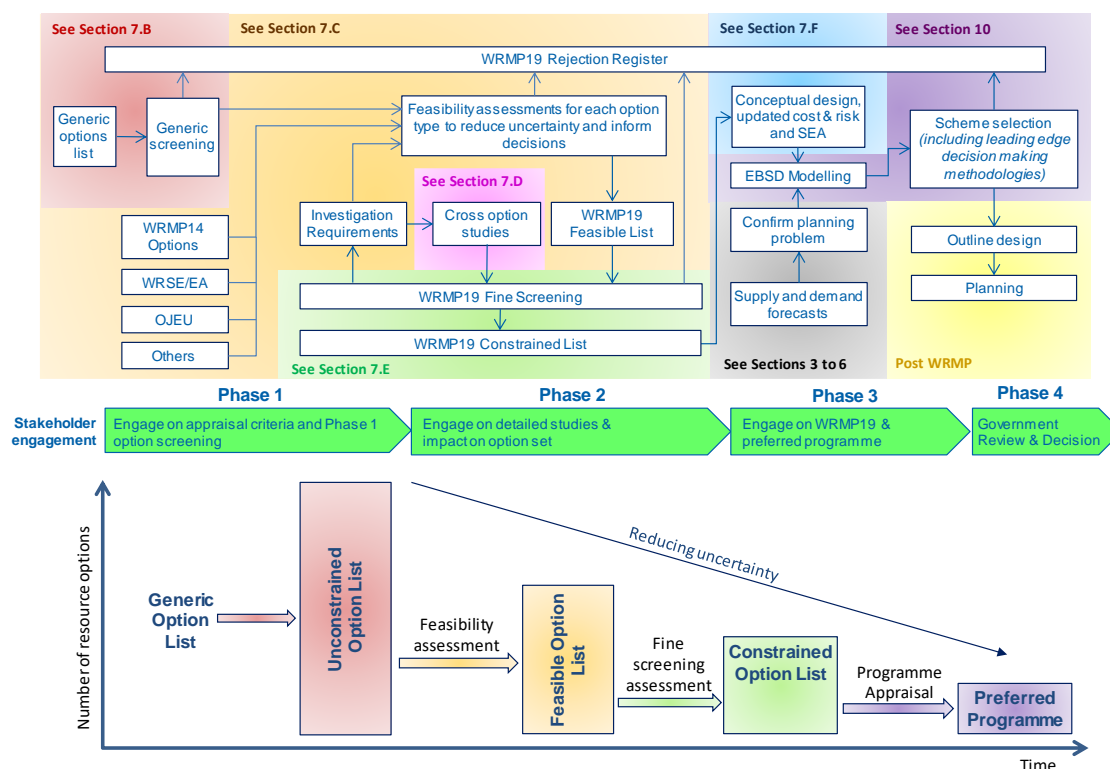 See Section 7.B
See Section 7.C
See Section 7.F
See Section 10
WRMP19 Rejection Register
Generic
options
list
Generic
screening
Feasibility assessments for each option
type to reduce uncertainty and inform
decisions
Conceptual design,
updated cost & risk
and SEA
Scheme selection
(including leading edge
decision making
methodologies)
EBSD Modelling
See Section 7.D
WRMP14
Options
Investigation
Requirements
Cross option
studies
WRMP19
Feasible List
Confirm planning
problem
Outline design
WRSE/EA
WRMP19 Fine Screening
Supply and demand
forecasts
Planning
OJEU
Others
WRMP19 Constrained List
See Section 7.E
See Sections 3 to 6
Post WRMP
Phase 1
Phase 2
Phase 3
Phase 4
Stakeholder
engagement
Engage on appraisal criteria and Phase 1
option screening
Engage on detailed studies &
impact on option set
Engage on WRMP19 &
preferred programme
Government
Review & Decision
Number of resource options
Generic
Option
List
Unconstrained
Option List
Feasibility
assessment
Feasible Option
List
Fine
screening
assessment
Constrained
Option List
Programme
Appraisal
Preferred
Programme
Reducing uncertainty
Time